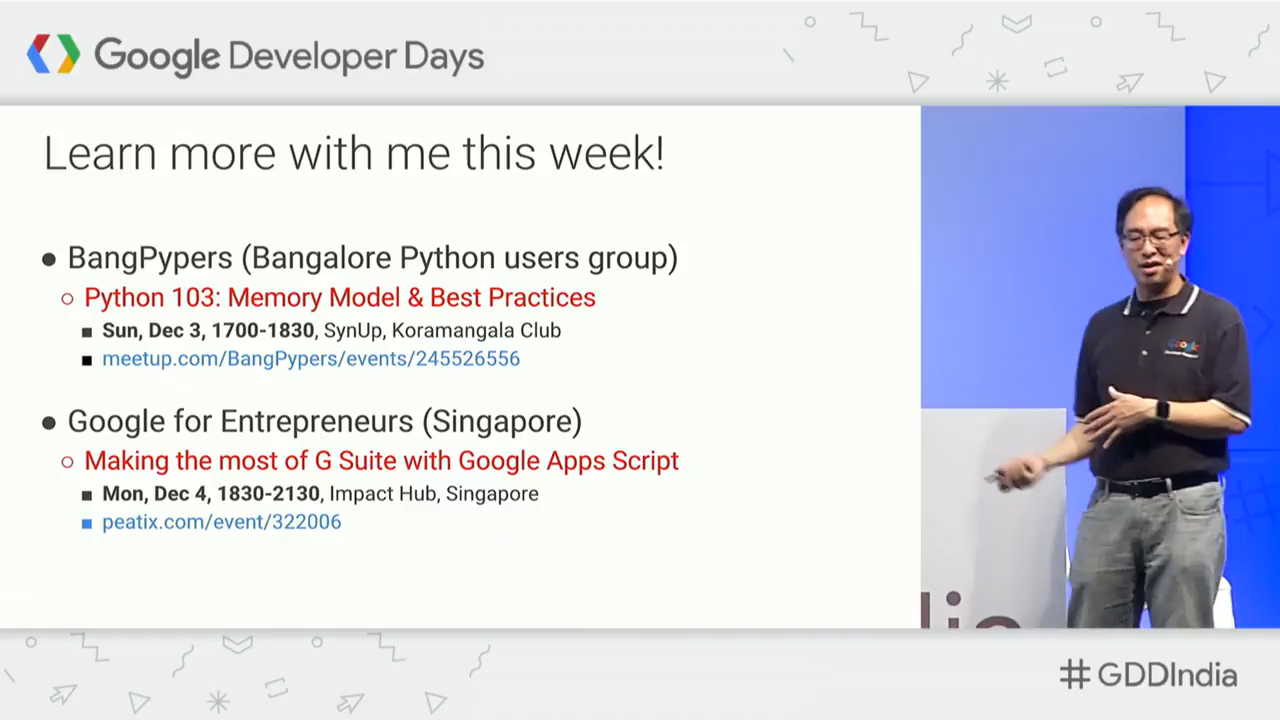 Google Developer Days
Learn more with me this week!
● BangPypers (Bangalore Python users group)
○ Python 103: Memory Model & Best Practices
■ Sun, Dec 3, 1700-1830, SynUp, Koramangala Club
■ meetup.com/BangPypers/events/245526556
● Google for Entrepreneurs (Singapore)
○ Making the most of G Suite with Google Apps Script
■ Mon, Dec 4, 1830-2130, Impact Hub, Singapore
■ peatix.com/event/322006
Google
#GDDIndia